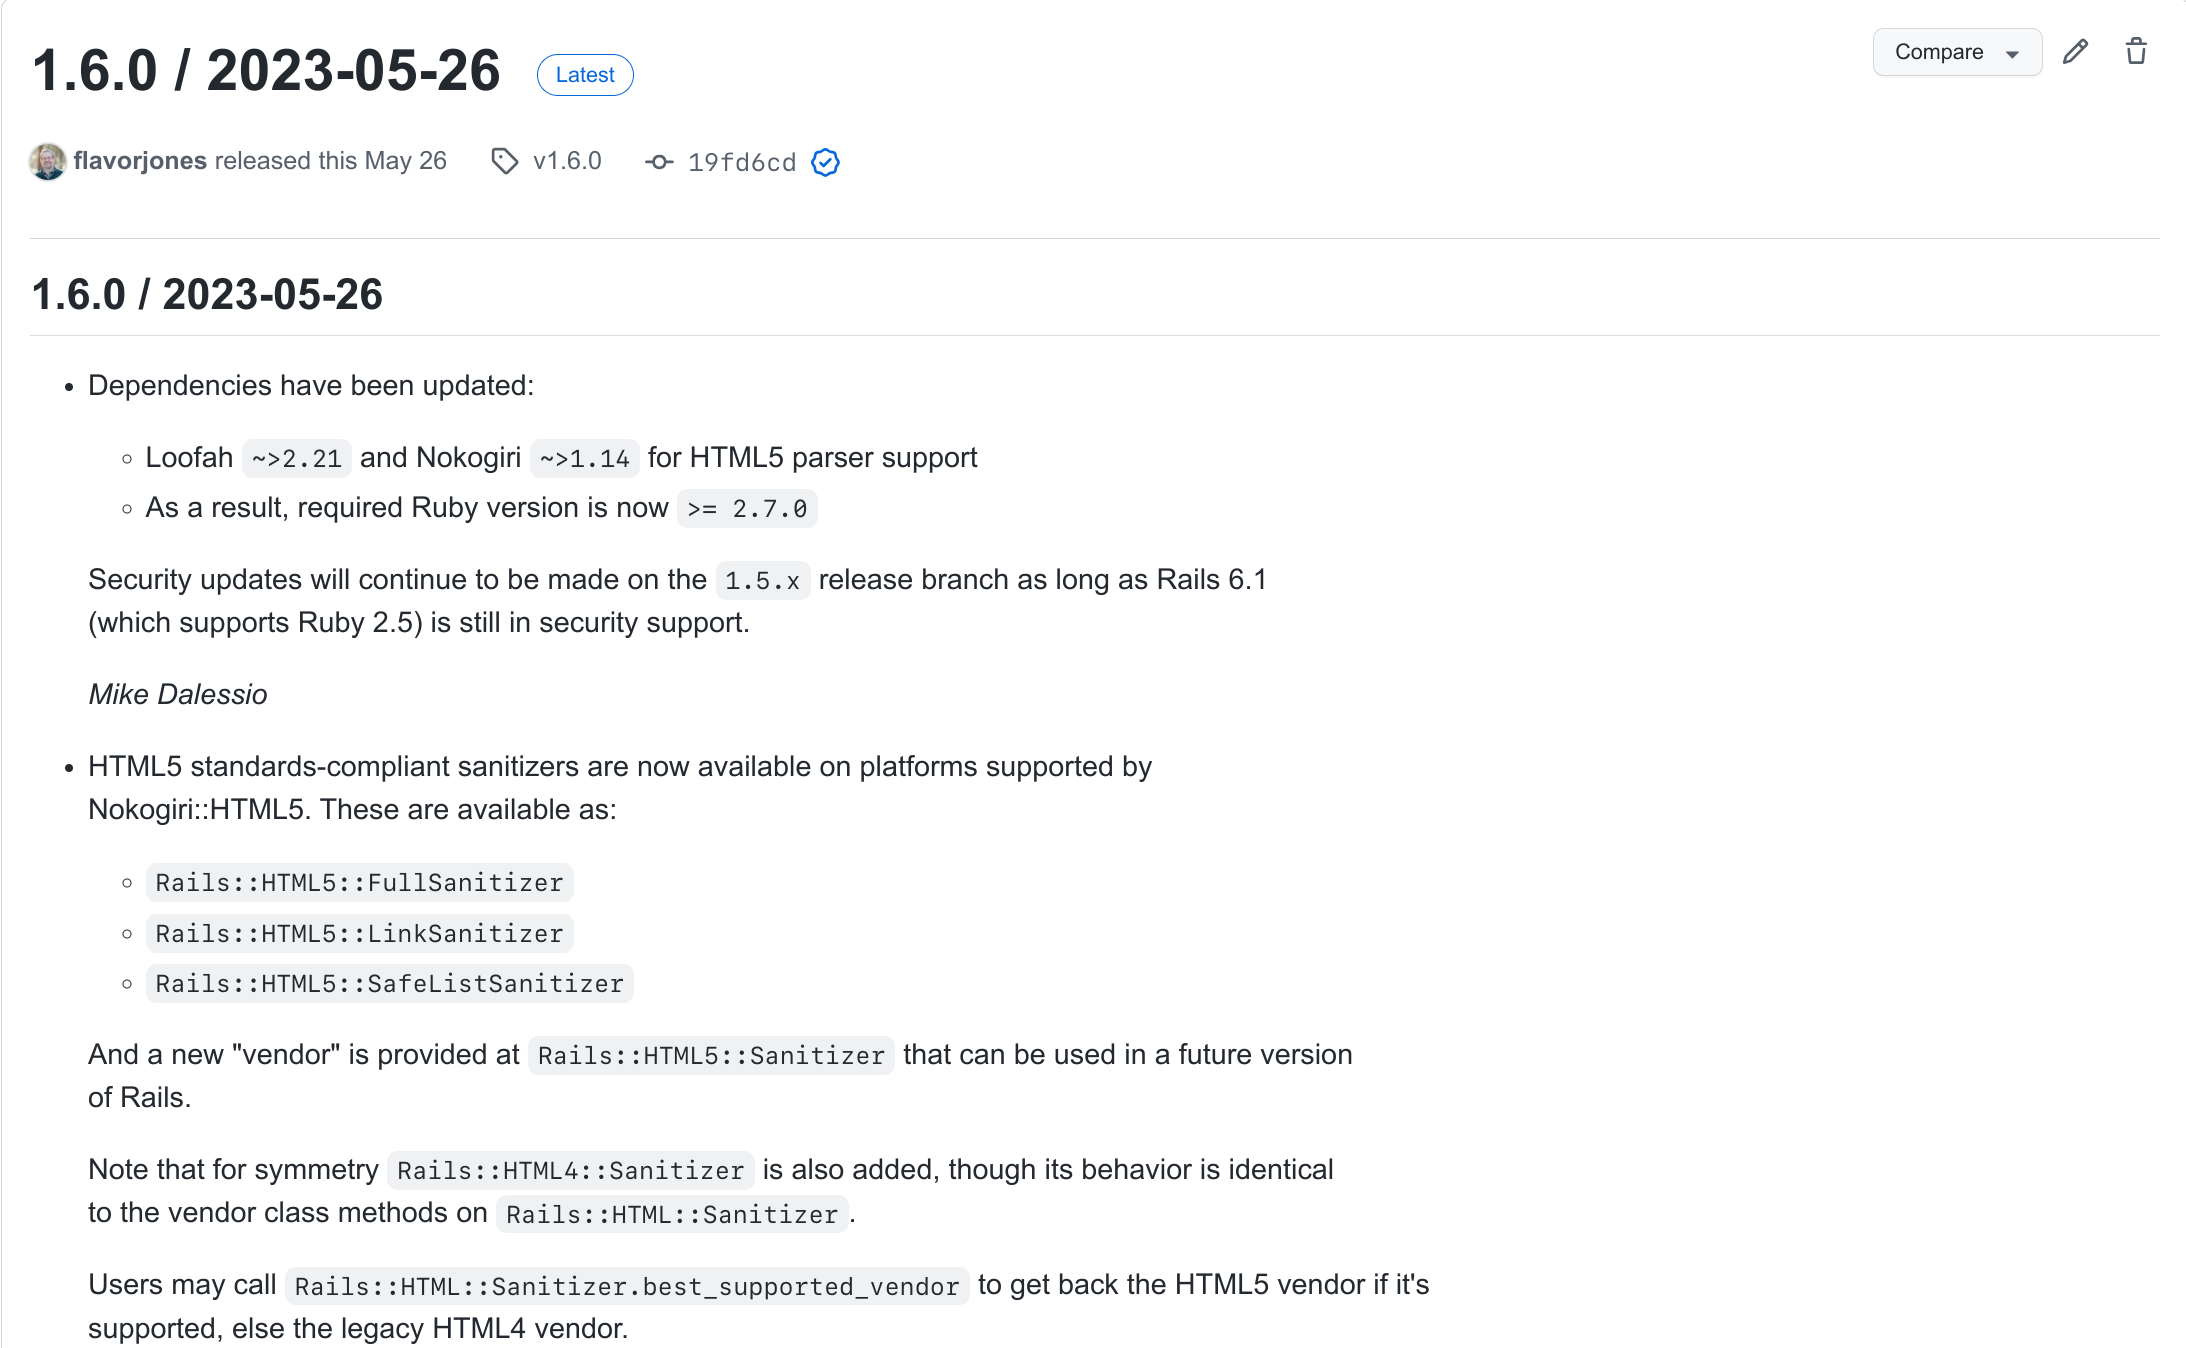 1.6.0 / 2023-05-26 Latest Compare
flavorjones released this May 26 v1.6.0 19fd6cd
1.6.0 / 2023-05-26
Dependencies have been updated:
Loofah ~>2.21 and Nokogiri ~>1.14 for HTML5 parser support
As a result, required Ruby version is now >= 2.7.0
Security updates will continue to be made on the 1.5.x release branch as long as Rails 6.1
(which supports Ruby 2.5) is still in security support.
Mike Dalessio
HTML5 standards-compliant sanitizers are now available on platforms supported by
Nokogiri::HTML5. These are available as:
Rails::HTML5::FullSanitizer
Rails::HTML5::LinkSanitizer
Rails::HTML5::SafeListSanitizer
And a new "vendor" is provided at Rails::HTML5::Sanitizer that can be used in a future version
of Rails.
Note that for symmetry Rails::HTML4::Sanitizer is also added, though its behavior is identical
to the vendor class methods on Rails::HTML::Sanitizer.
Users may call Rails::HTML::Sanitizer.best_supported_vendor to get back the HTML5 vendor if it's
supported, else the legacy HTML4 vendor.